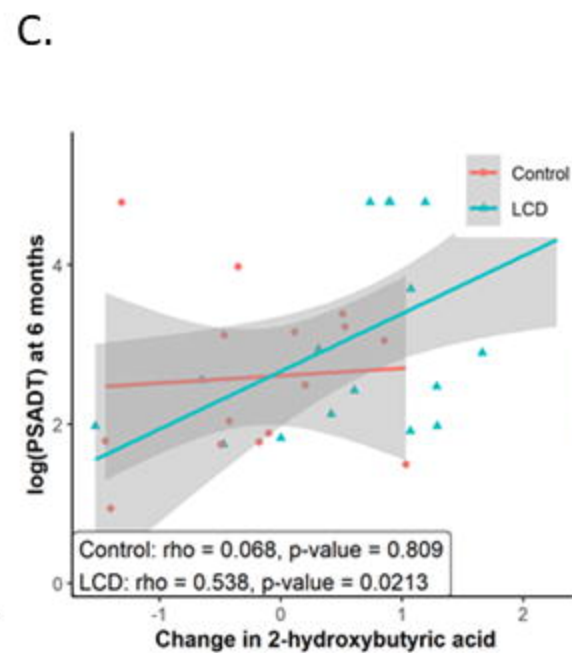 C.
Control
LCD
log(PSADT) at 6 months
4
2
0
Control: rho = 0.068, p-value = 0.809
LCD: rho = 0.538, p-value = 0.0213
-1 0 1 2
Change in 2-hydroxybutyric acid